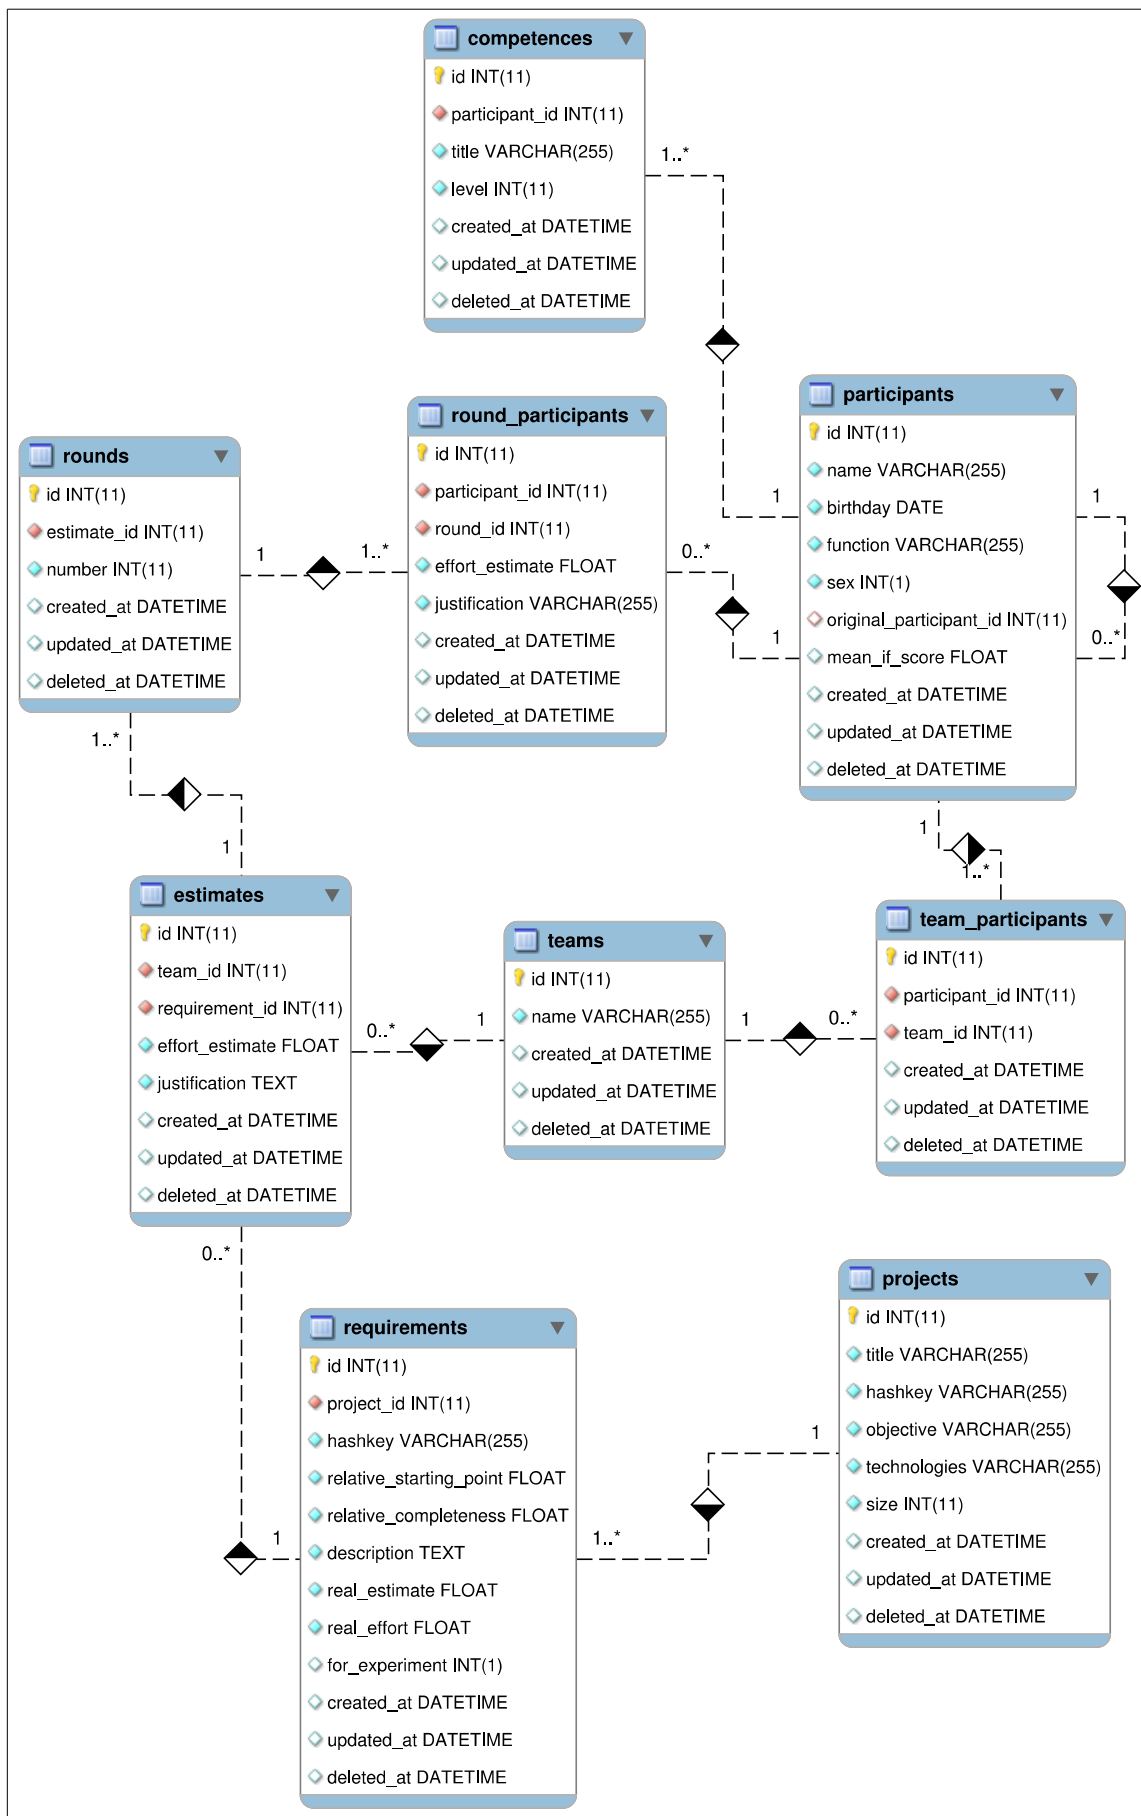 competences
id INT(11)
participant_id INT(11)
title VARCHAR(255)
level INT(11)
created_at DATETIME
updated_at DATETIME
deleted_at DATETIME
1..*
1
participants
id INT(11)
name VARCHAR(255)
birthday DATE
function VARCHAR(255)
sex INT(1)
original_participant_id INT(11)
mean_if_score FLOAT
created_at DATETIME
updated_at DATETIME
deleted_at DATETIME
1
0..*
round_participants
id INT(11)
participant_id INT(11)
round_id INT(11)
effort_estimate FLOAT
justification VARCHAR(255)
created_at DATETIME
updated_at DATETIME
deleted_at DATETIME
0..*
1
rounds
id INT(11)
estimate_id INT(11)
number INT(11)
created_at DATETIME
updated_at DATETIME
deleted_at DATETIME
1
1..*
1..*
1
1
1..*
estimates
id INT(11)
team_id INT(11)
requirement_id INT(11)
effort_estimate FLOAT
justification TEXT
created_at DATETIME
updated_at DATETIME
deleted_at DATETIME
0..*
1
teams
id INT(11)
name VARCHAR(255)
created_at DATETIME
updated_at DATETIME
deleted_at DATETIME
1
0..*
team_participants
id INT(11)
participant_id INT(11)
team_id INT(11)
created_at DATETIME
updated_at DATETIME
deleted_at DATETIME
0..*
1
requirements
id INT(11)
project_id INT(11)
hashkey VARCHAR(255)
relative_starting_point FLOAT
relative_completeness FLOAT
description TEXT
real_estimate FLOAT
real_effort FLOAT
for_experiment INT(1)
created_at DATETIME
updated_at DATETIME
deleted_at DATETIME
1..*
1
projects
id INT(11)
title VARCHAR(255)
hashkey VARCHAR(255)
objective VARCHAR(255)
technologies VARCHAR(255)
size INT(11)
created_at DATETIME
updated_at DATETIME
deleted_at DATETIME